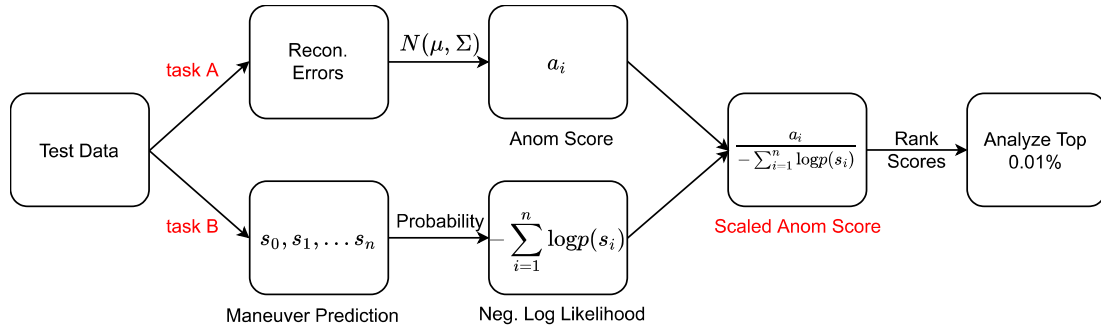 Test Data
task A
Recon.
Errors
N(μ, Σ)
a_i
Anom Score
task B
s_0, s_1, … s_n
Maneuver Prediction
Probability
−∑_{i=1}^{n} logp(s_i)
Neg. Log Likelihood
a_i
−∑_{i=1}^{n} logp(s_i)
Scaled Anom Score
Rank
Scores
Analyze Top
0.01%